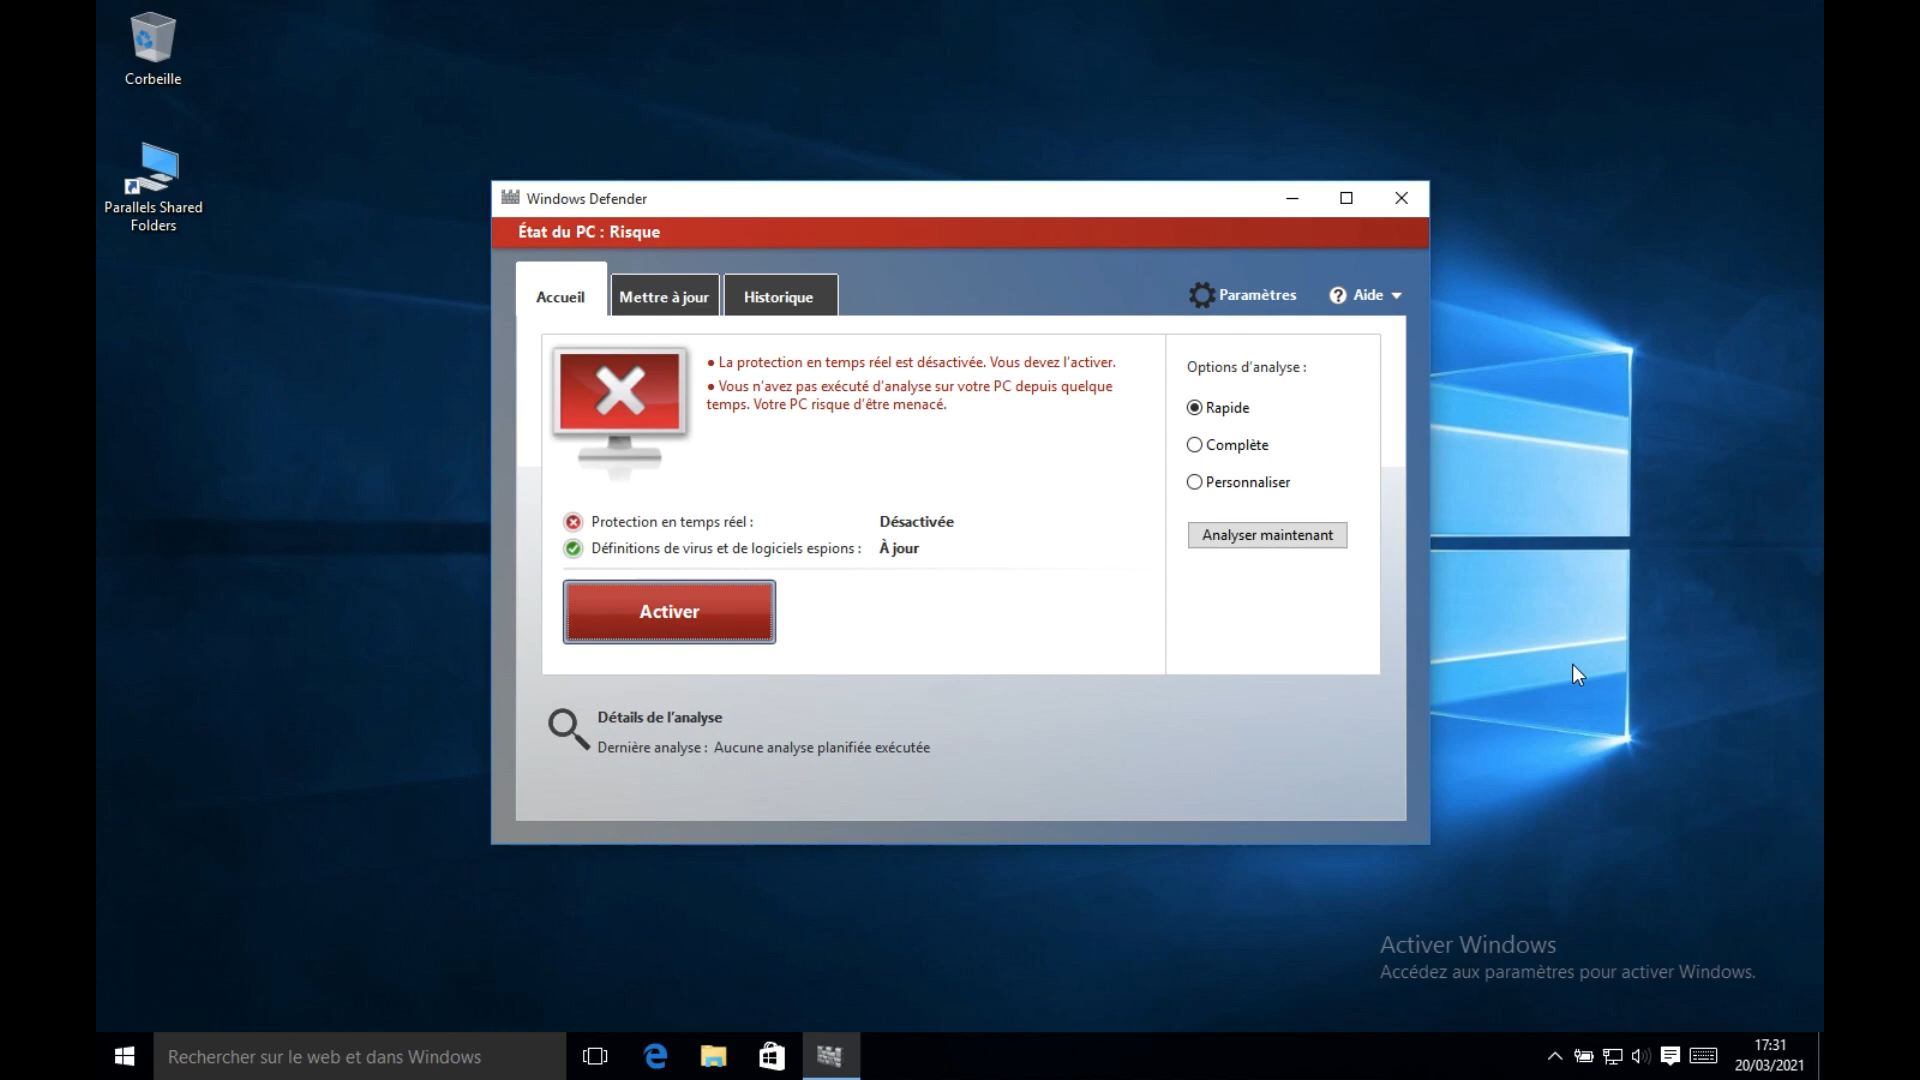 Corbeille
Parallels Shared
Folders
Windows Defender
État du PC : Risque
Accueil
Mettre à jour
Historique
Paramètres
? Aide
• La protection en temps réel est désactivée. Vous devez l'activer.
• Vous n'avez pas exécuté d'analyse sur votre PC depuis quelque
temps. Votre PC risque d'être menacé.
Options d'analyse :
Rapide
Complète
Personnaliser
Analyser maintenant
Protection en temps réel : Désactivée
Définitions de virus et de logiciels espions : À jour
Activer
Détails de l'analyse
Dernière analyse : Aucune analyse planifiée exécutée
Activer Windows
Accédez aux paramètres pour activer Windows.
Rechercher sur le web et dans Windows
17:31
20/03/2021